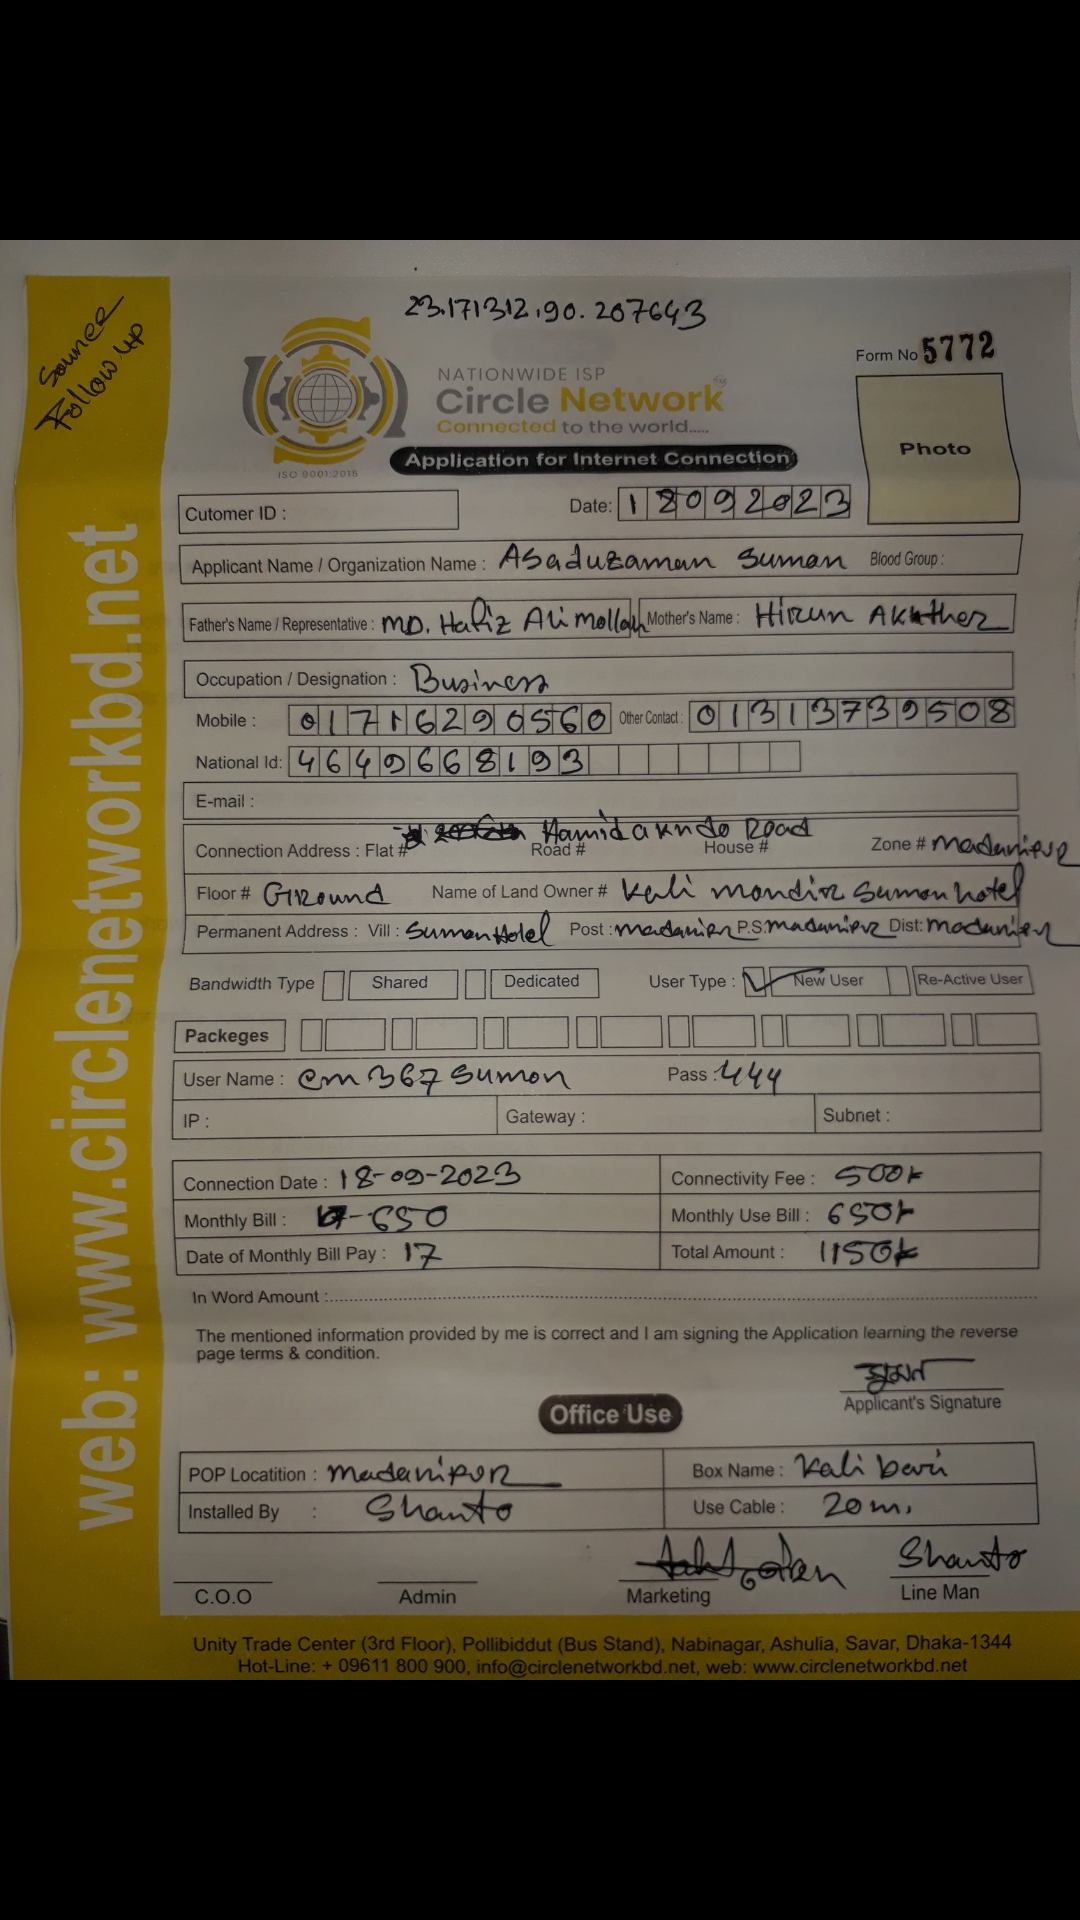 23.171312.90.207643
Follow up
Form No 5772
NATIONWIDE ISP
Circle Network
Connected to the world.....
ISO 9001:2015
Application for Internet Connection
Photo
Cutomer ID :
Date: 18092023
Applicant Name / Organization Name : Asaduzaman Suman Blood Group :
Father's Name / Representative : MD. Hafiz Ali Mollah Mother's Name : Hirun Akther
Occupation / Designation : Business
Mobile : 01716290560 Other Contact : 01313739508
National Id: 4649668193
E-mail :
Hamid akndo Road
Connection Address : Flat # Road # House # Zone # madaripur
Floor # Ground Name of Land Owner # Kali mondir Sumon hotel
Permanent Address : Vill : Sumon Hotel Post : madaripr P.S. madaripr Dist: madaripr
Bandwidth Type Shared Dedicated User Type : New User Re-Active User
Packeges
User Name : cm367sumon Pass : 444
IP : Gateway : Subnet :
Connection Date : 18-09-2023 Connectivity Fee : 500/-
Monthly Bill : 650 Monthly Use Bill : 650/-
Date of Monthly Bill Pay : 17 Total Amount : 1150/-
In Word Amount :
The mentioned information provided by me is correct and I am signing the Application learning the reverse
page terms & condition.
সুমন
Applicant's Signature
Office Use
POP Locatition : madaripur Box Name : Kali bari
Installed By : Shanto Use Cable : 20 m.
Shanto
C.O.O Admin Marketing Line Man
Unity Trade Center (3rd Floor), Pollibiddut (Bus Stand), Nabinagar, Ashulia, Savar, Dhaka-1344
Hot-Line: + 09611 800 900, info@circlenetworkbd.net, web: www.circlenetworkbd.net
web: www.circlenetworkbd.net